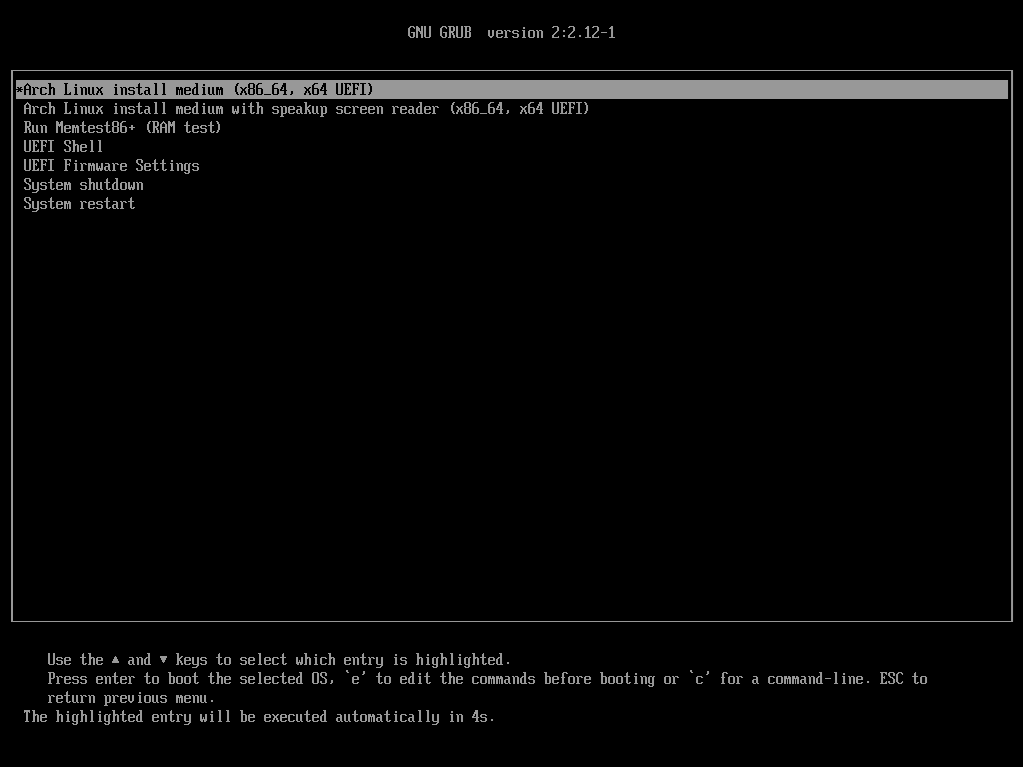 GNU GRUB  version 2:2.12-1
*Arch Linux install medium (x86_64, x64 UEFI)
Arch Linux install medium with speakup screen reader (x86_64, x64 UEFI)
Run Memtest86+ (RAM test)
UEFI Shell
UEFI Firmware Settings
System shutdown
System restart
Use the ▲ and ▼ keys to select which entry is highlighted.
Press enter to boot the selected OS, `e' to edit the commands before booting or `c' for a command-line. ESC to
return previous menu.
The highlighted entry will be executed automatically in 4s.